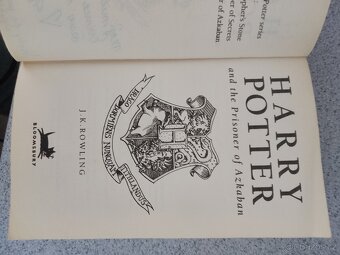 Potter series
pher's Stone
er of Secrets
r of Azkaban
HARRY
POTTER
and the Prisoner of Azkaban
DRACO DORMIENS NUNQUAM TITILLANDUS
J.K.ROWLING
BLOOMSBURY